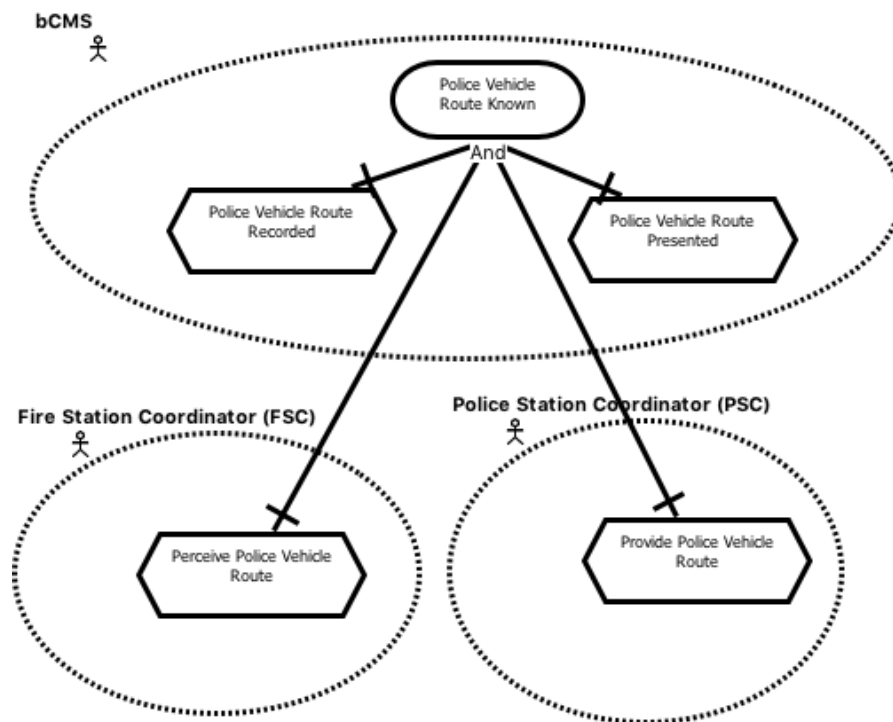 bCMS
Police Vehicle
Route Known
And
Police Vehicle Route
Recorded
Police Vehicle Route
Presented
Fire Station Coordinator (FSC)
Police Station Coordinator (PSC)
Perceive Police Vehicle
Route
Provide Police Vehicle
Route